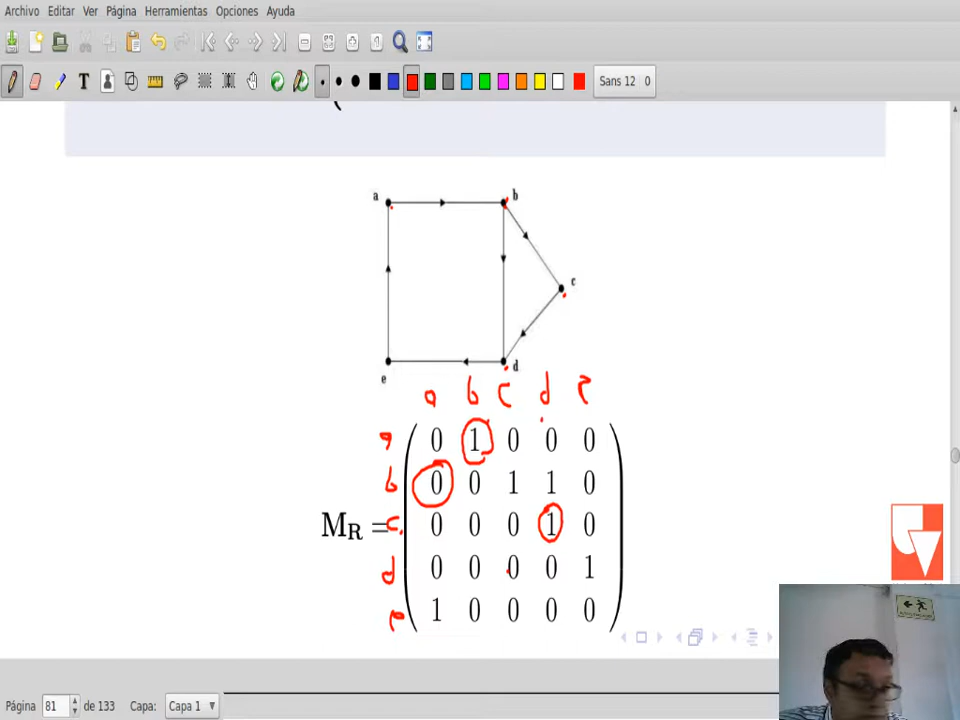 Archivo Editar Ver Página Herramientas Opciones Ayuda
T Sans 12 0
a b
c
e d
a b c d e
a 0 1 0 0 0
b 0 0 1 1 0
M_R = c 0 0 0 1 0
d 0 0 0 0 1
e 1 0 0 0 0
Página 81 de 133 Capa: Capa 1